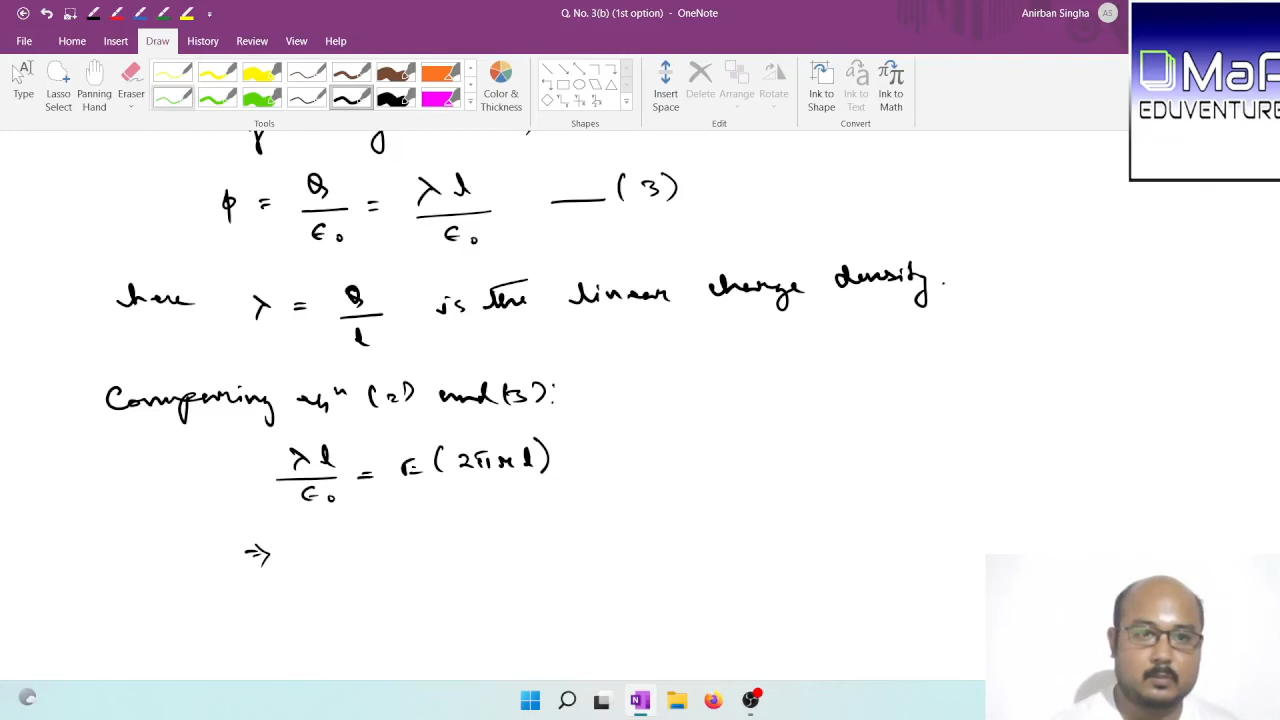 Q. No. 3(b) (1st option) - OneNote
Anirban Singha AS
File Home Insert Draw History View Help
Type Lasso Select Panning Hand Eraser Color & Thickness Insert Space Delete Arrange Rotate Ink to Shape Ink to Text Ink to Math
Tools Shapes Edit Convert
MaF
EDUVENTURE
φ = Q/ε₀ = λl/ε₀ —— (3)
here λ = Q/l is the linear charge density.
Comparing eqⁿ (2) and (3):
λl/ε₀ = E (2πrl)
⇒